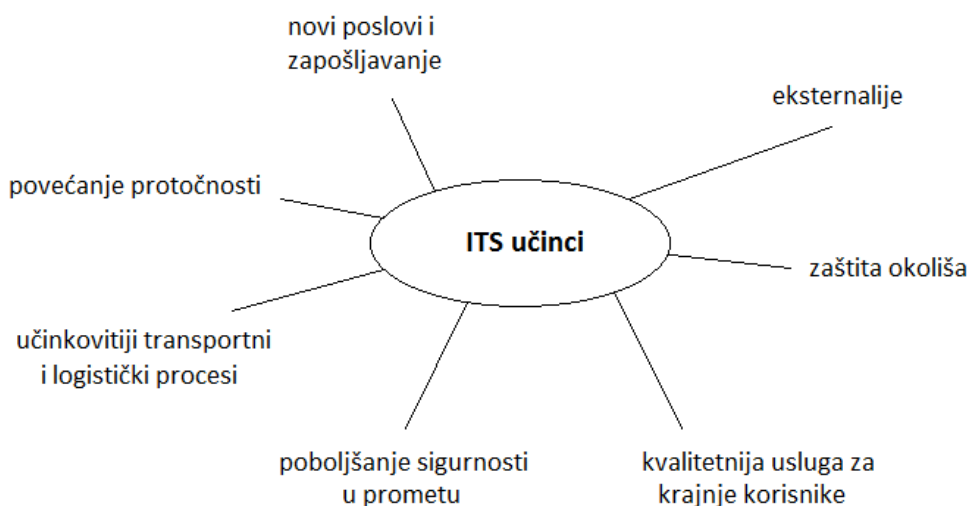 novi poslovi i
zapošljavanje
eksternalije
povećanje protočnosti
ITS učinci
zaštita okoliša
učinkovitiji transportni
i logistički procesi
poboljšanje sigurnosti
u prometu
kvalitetnija usluga za
krajnje korisnike